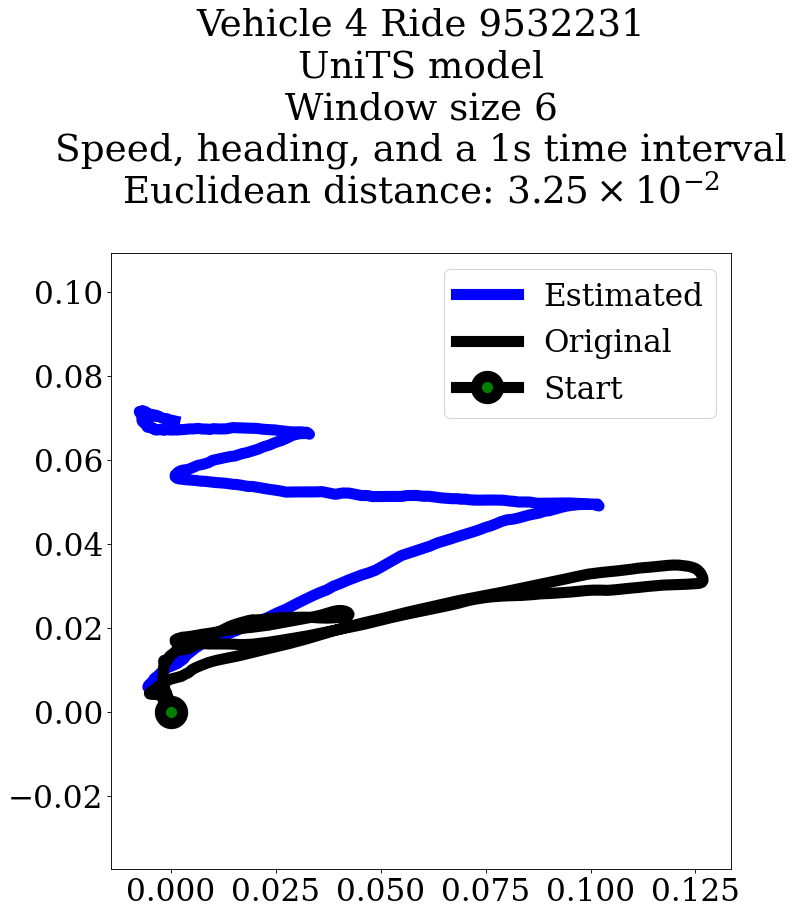 Vehicle 4 Ride 9532231
UniTS model
Window size 6
Speed, heading, and a 1s time interval
Euclidean distance: 3.25 × 10⁻²
Estimated
Original
Start
0.10
0.08
0.06
0.04
0.02
0.00
−0.02
0.000 0.025 0.050 0.075 0.100 0.125